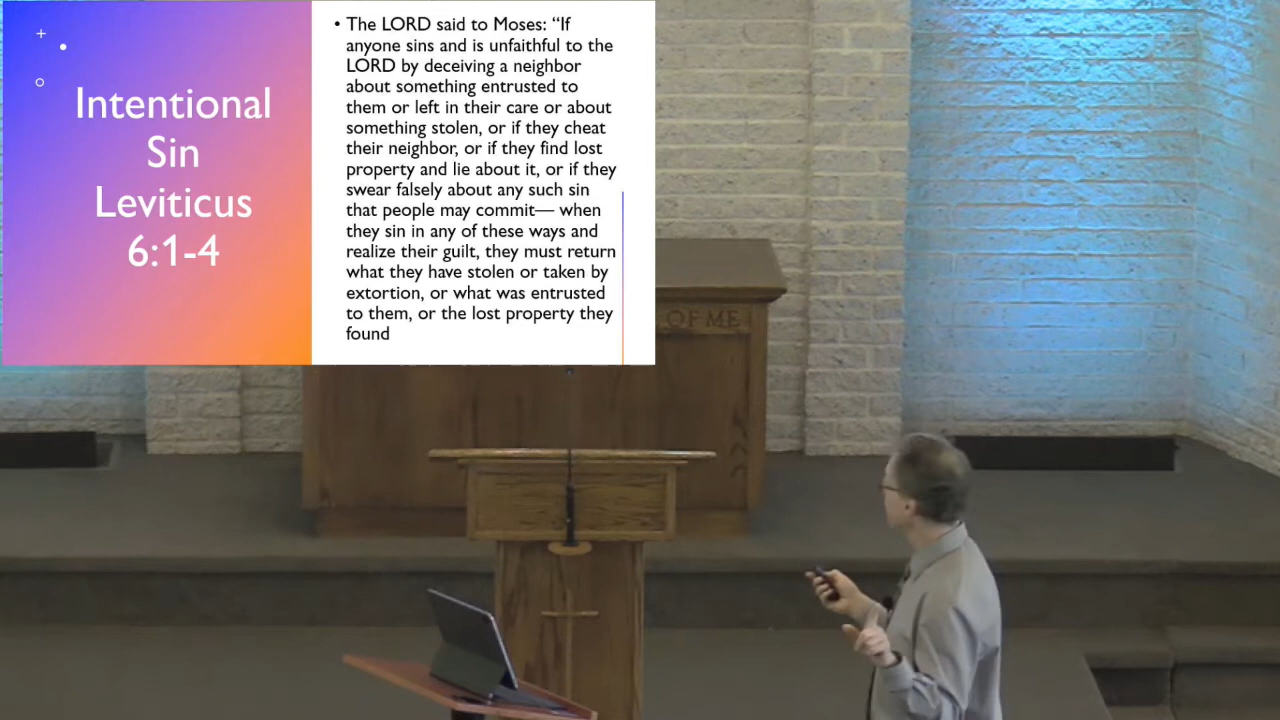 Intentional
Sin
Leviticus
6:1-4
• The LORD said to Moses: “If
anyone sins and is unfaithful to the
LORD by deceiving a neighbor
about something entrusted to
them or left in their care or about
something stolen, or if they cheat
their neighbor, or if they find lost
property and lie about it, or if they
swear falsely about any such sin
that people may commit— when
they sin in any of these ways and
realize their guilt, they must return
what they have stolen or taken by
extortion, or what was entrusted
to them, or the lost property they
found
OF ME